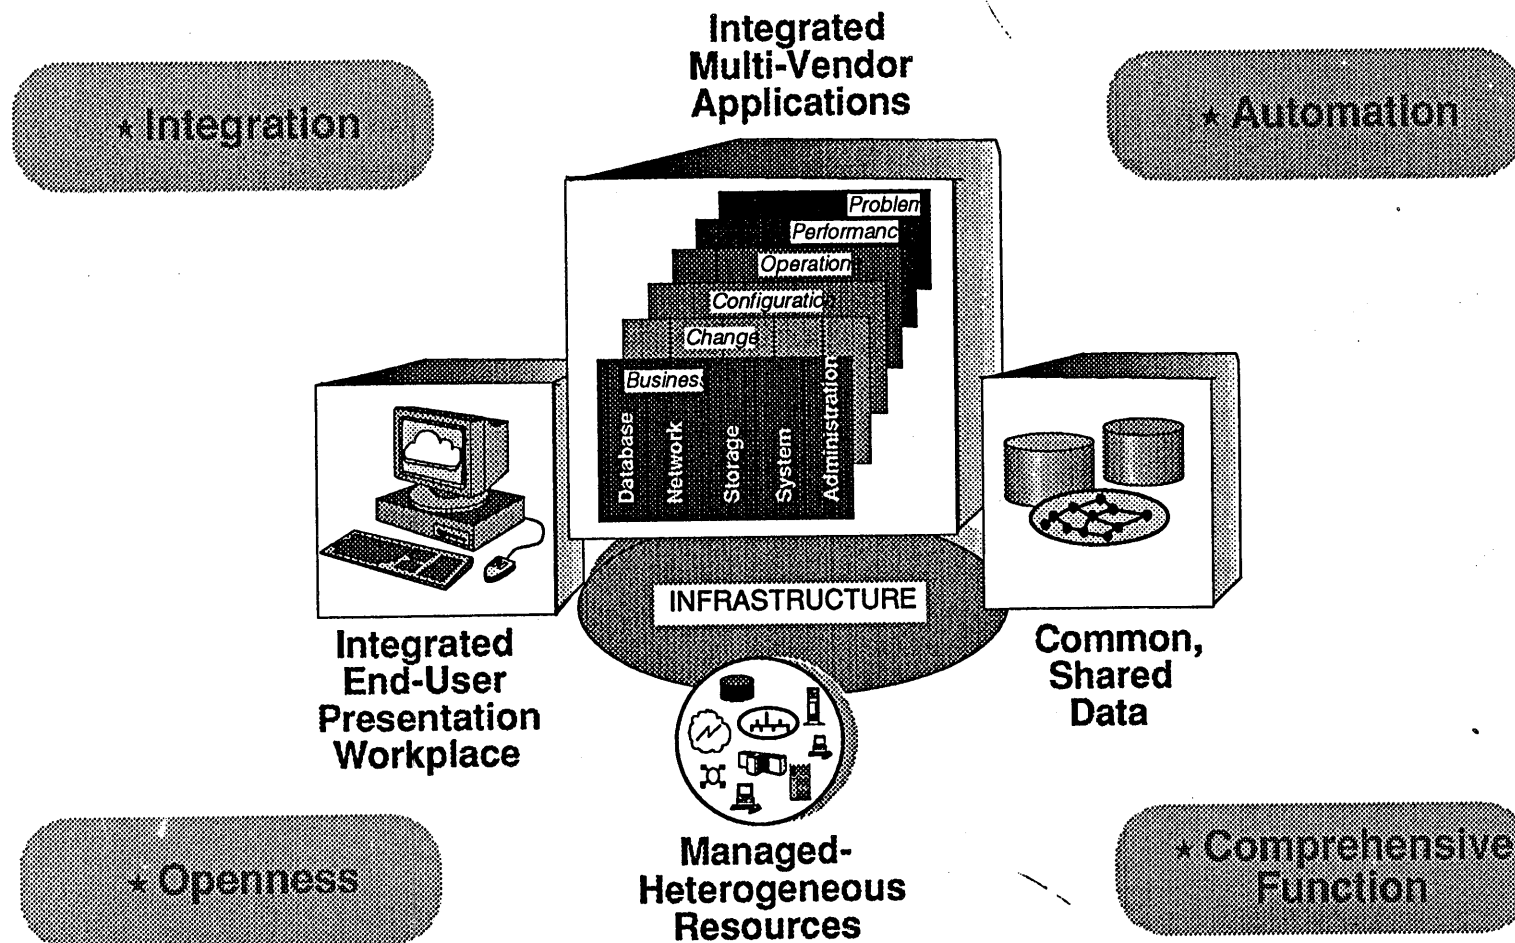 Integrated
Multi-Vendor
Applications
★ Integration
★ Automation
Problem
Performanc
Operation
Configuratio
Change
Business
Database
Network
Storage
System
Administration
INFRASTRUCTURE
Integrated
End-User
Presentation
Workplace
Common,
Shared
Data
★ Openness
Managed-
Heterogeneous
Resources
★ Comprehensive
Function